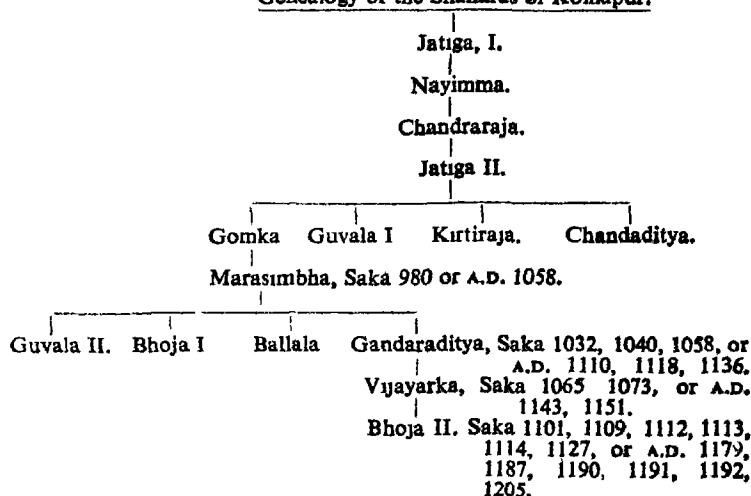 Genealogy of the Silaharas of Kolhapur.
Jatiga, I.
Nayimma.
Chandraraja.
Jatiga II.
Gomka Guvala I Kirtiraja. Chandaditya.
Marasimbha, Saka 980 or A.D. 1058.
Guvala II. Bhoja I Ballala Gandaraditya, Saka 1032, 1040, 1058, or
A.D. 1110, 1118, 1136.
Vijayarka, Saka 1065 1073, or A.D.
1143, 1151.
Bhoja II. Saka 1101, 1109, 1112, 1113,
1114, 1127, or A.D. 1179,
1187, 1190, 1191, 1192,
1205.